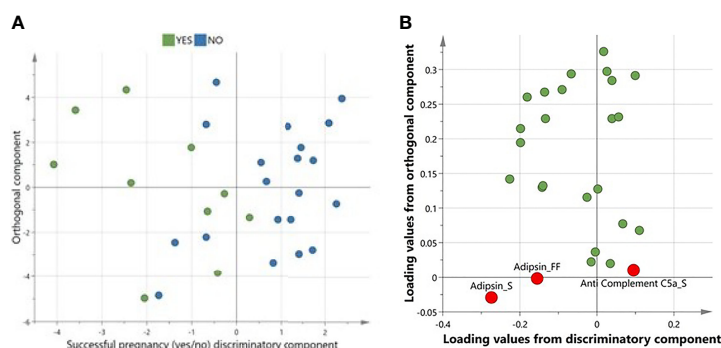 A
YES NO
Orthogonal component
4
2
0
-2
-4
-6
-4 -3 -2 -1 0 1 2
Successful pregnancy (yes/no) discriminatory component
B
Loading values from orthogonal component
0.3
0.25
0.2
0.15
0.1
0.05
0
-0.05
Adipsin_FF
Adipsin_S
Anti Complement C5a_S
-0.4 -0.2 0 0.2
Loading values from discriminatory component